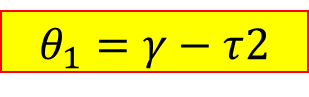 θ₁ = γ − τ2